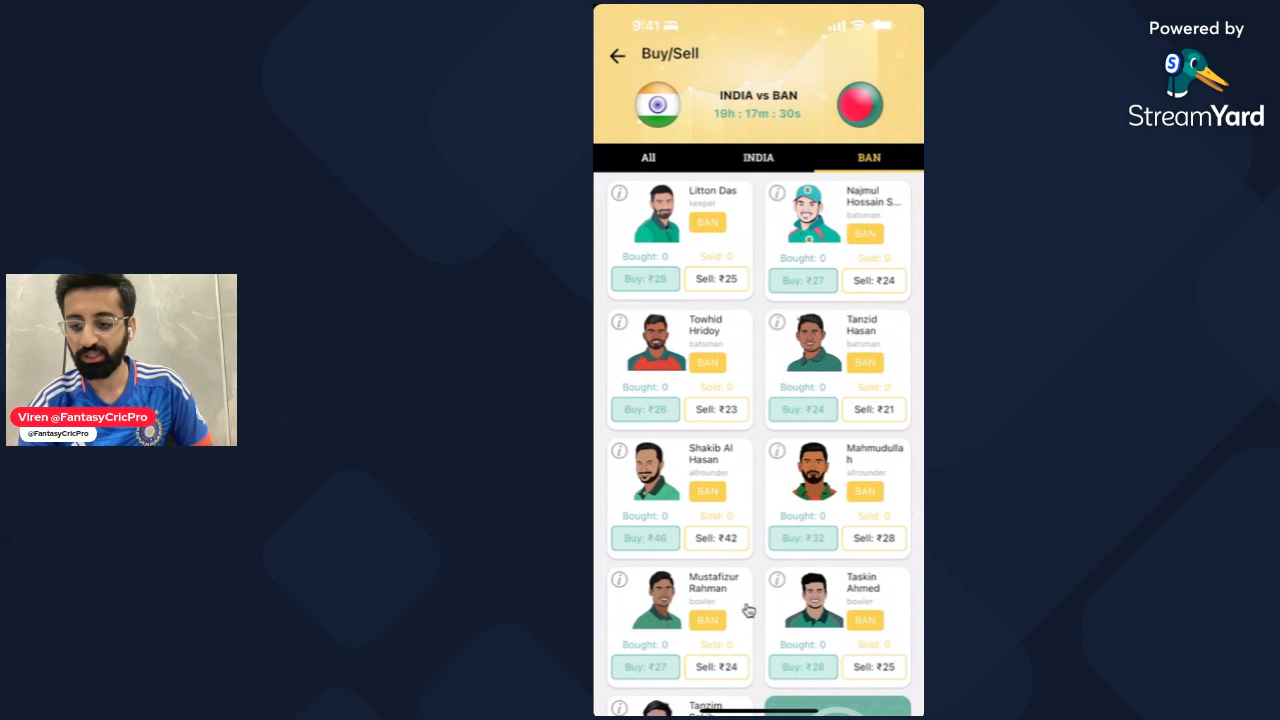 Powered by
StreamYard
9:41
Buy/Sell
INDIA vs BAN
19h : 17m : 30s
All
INDIA
BAN
Litton Das
keeper
BAN
Bought: 0
Sold: 0
Buy: ₹28
Sell: ₹25
Najmul
Hossain S...
batsman
BAN
Bought: 0
Sold: 0
Buy: ₹27
Sell: ₹24
Towhid
Hridoy
batsman
BAN
Bought: 0
Sold: 0
Buy: ₹26
Sell: ₹23
Tanzid
Hasan
batsman
BAN
Bought: 0
Sold: 0
Buy: ₹24
Sell: ₹21
Shakib Al
Hasan
allrounder
BAN
Bought: 0
Sold: 0
Buy: ₹46
Sell: ₹42
Mahmudulla
h
allrounder
BAN
Bought: 0
Sold: 0
Buy: ₹32
Sell: ₹28
Mustafizur
Rahman
bowler
BAN
Bought: 0
Sold: 0
Buy: ₹27
Sell: ₹24
Taskin
Ahmed
bowler
BAN
Bought: 0
Sold: 0
Buy: ₹28
Sell: ₹25
Tanzim
Viren @FantasyCricPro
@FantasyCricPro